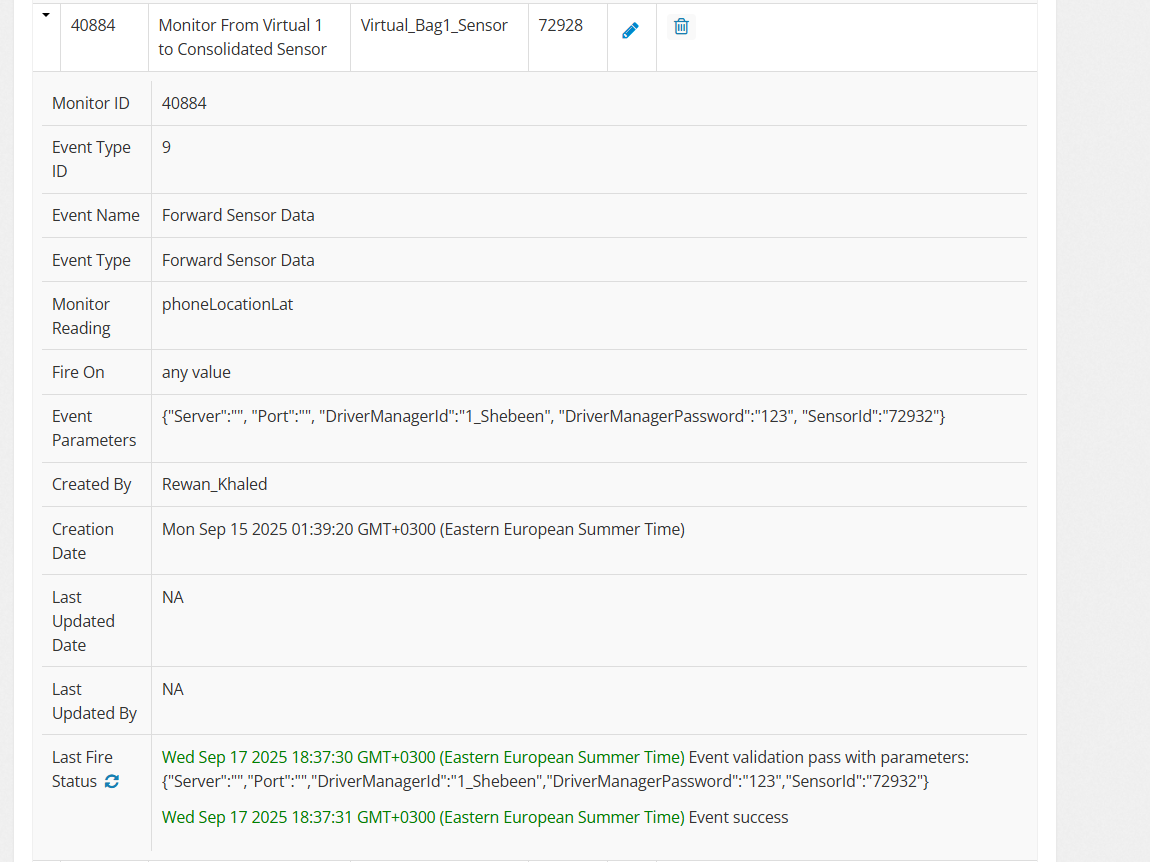 40884 Monitor From Virtual 1 Virtual_Bag1_Sensor 72928
to Consolidated Sensor
Monitor ID 40884
Event Type 9
ID
Event Name Forward Sensor Data
Event Type Forward Sensor Data
Monitor phoneLocationLat
Reading
Fire On any value
Event {"Server":"", "Port":"", "DriverManagerId":"1_Shebeen", "DriverManagerPassword":"123", "SensorId":"72932"}
Parameters
Created By Rewan_Khaled
Creation Mon Sep 15 2025 01:39:20 GMT+0300 (Eastern European Summer Time)
Date
Last NA
Updated
Date
Last NA
Updated By
Last Fire Wed Sep 17 2025 18:37:30 GMT+0300 (Eastern European Summer Time) Event validation pass with parameters:
Status {"Server":"","Port":"","DriverManagerId":"1_Shebeen","DriverManagerPassword":"123","SensorId":"72932"}
Wed Sep 17 2025 18:37:31 GMT+0300 (Eastern European Summer Time) Event success